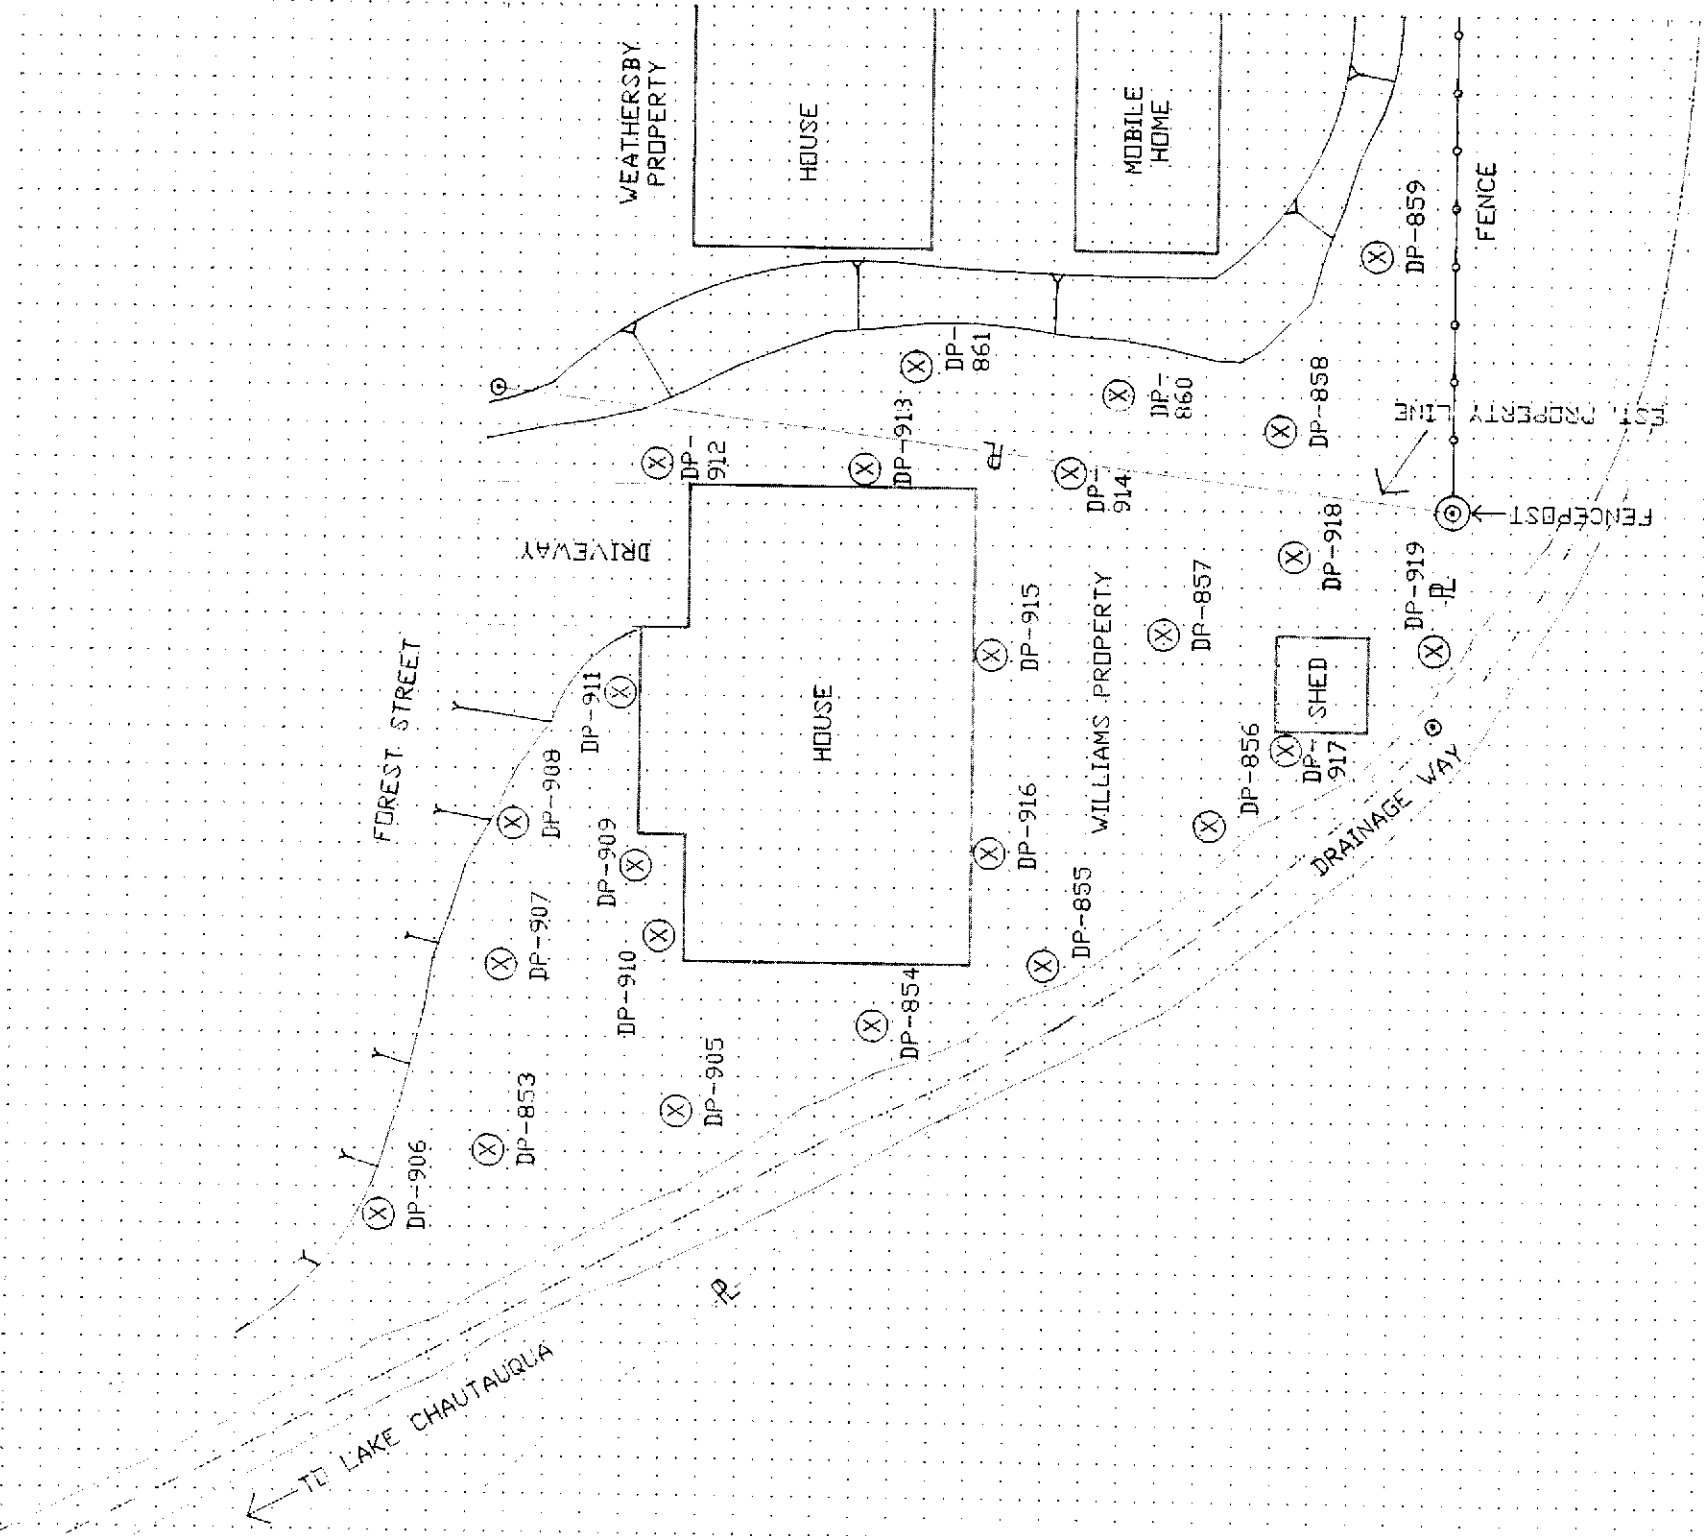 WEATHERSBY
PROPERTY
HOUSE
MOBILE
HOME
FENCE
DP-859
DP-
861
DP-
860
DP-858
EST. PROPERTY LINE
DP-913
DP-
912
PL
DP-
914
FENCEPOST
DP-918
DP-919
PL
DRIVEWAY
DP-915
DP-857
WILLIAMS PROPERTY
FOREST STREET
DP-911
HOUSE
SHED
DP-
917
DP-856
DRAINAGE WAY
DP-908
DP-909
DP-916
DP-855
DP-907
DP-910
DP-854
DP-905
DP-853
DP-906
PL
TO LAKE CHAUTAUQUA